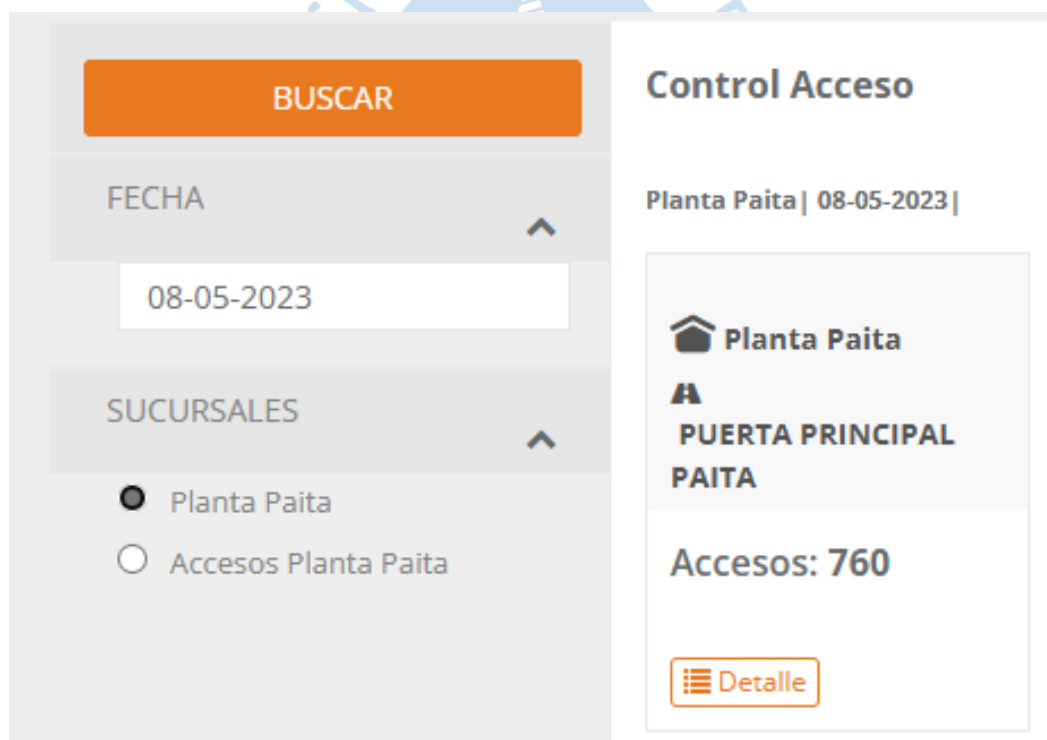 BUSCAR
FECHA
08-05-2023
SUCURSALES
Planta Paita
Accesos Planta Paita
Control Acceso
Planta Paita| 08-05-2023|
Planta Paita
PUERTA PRINCIPAL
PAITA
Accesos: 760
Detalle